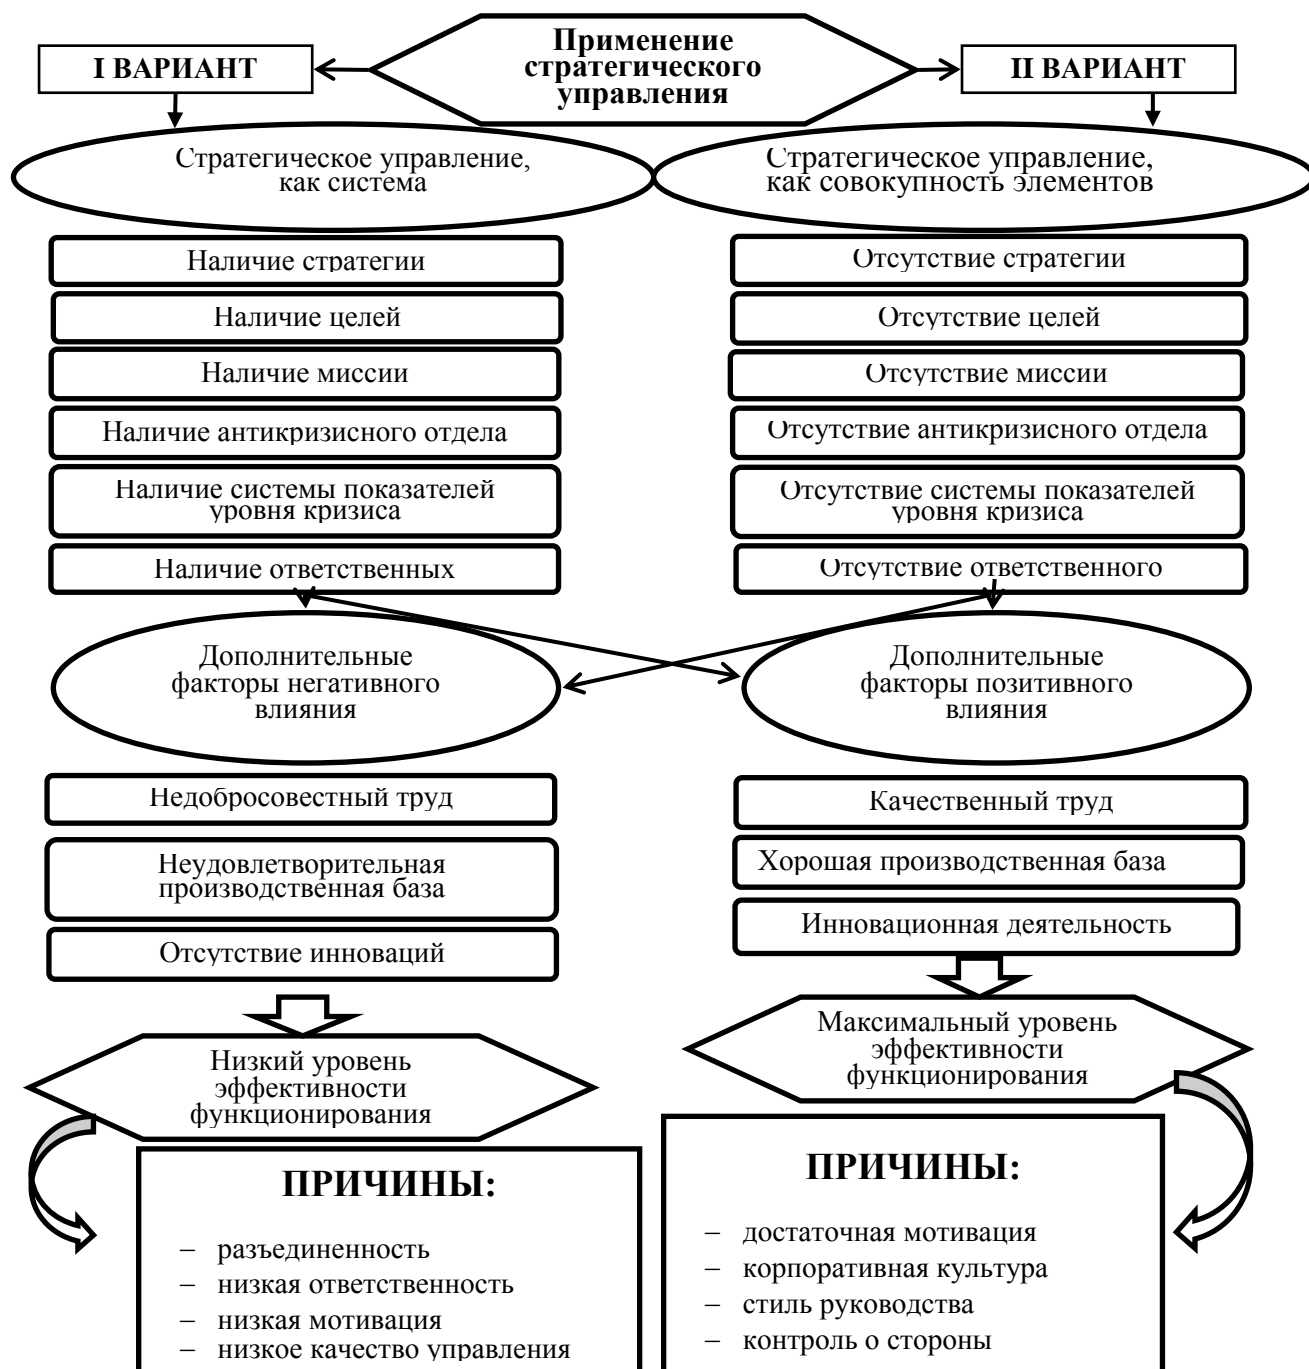 Применение
стратегического
управления
I ВАРИАНТ
II ВАРИАНТ
Стратегическое управление,
как система
Стратегическое управление,
как совокупность элементов
Наличие стратегии
Наличие целей
Наличие миссии
Наличие антикризисного отдела
Наличие системы показателей
уровня кризиса
Наличие ответственных
Отсутствие стратегии
Отсутствие целей
Отсутствие миссии
Отсутствие антикризисного отдела
Отсутствие системы показателей
уровня кризиса
Отсутствие ответственного
Дополнительные
факторы негативного
влияния
Дополнительные
факторы позитивного
влияния
Недобросовестный труд
Неудовлетворительная
производственная база
Отсутствие инноваций
Качественный труд
Хорошая производственная база
Инновационная деятельность
Низкий уровень
эффективности
функционирования
Максимальный уровень
эффективности
функционирования
ПРИЧИНЫ:
– разъединенность
– низкая ответственность
– низкая мотивация
– низкое качество управления
ПРИЧИНЫ:
– достаточная мотивация
– корпоративная культура
– стиль руководства
– контроль о стороны